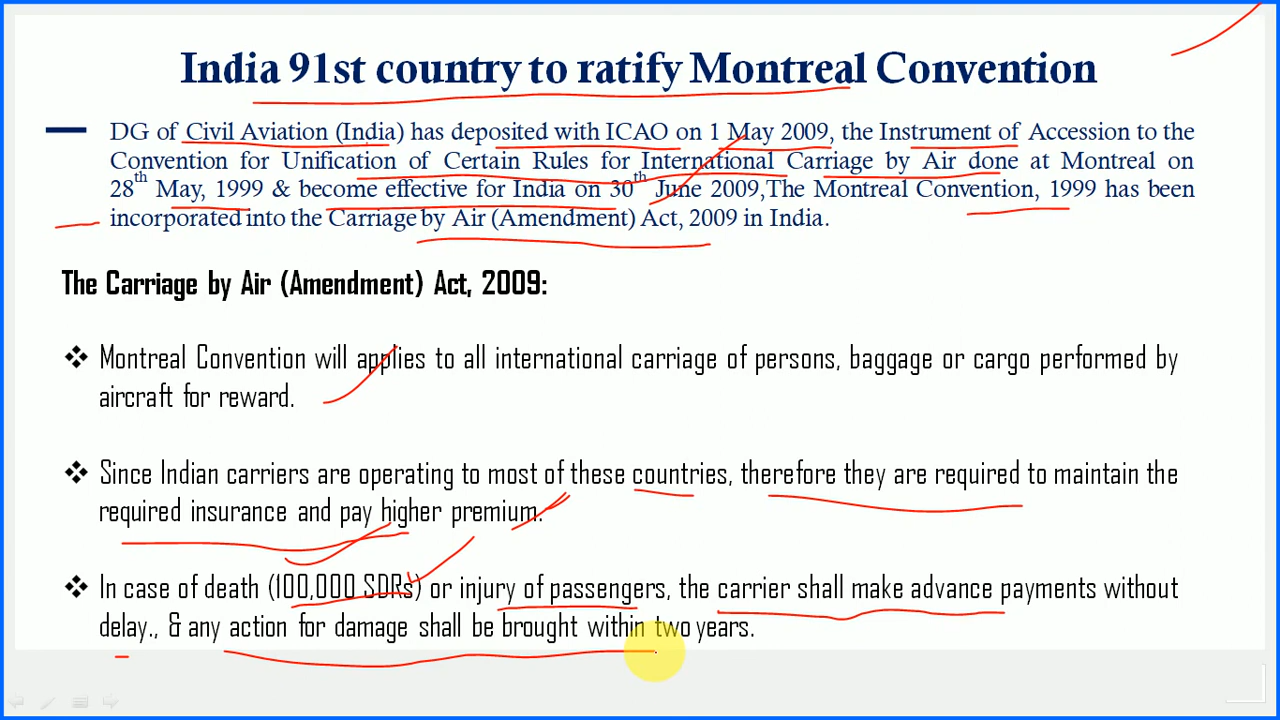 India 91st country to ratify Montreal Convention
DG of Civil Aviation (India) has deposited with ICAO on 1 May 2009, the Instrument of Accession to the
Convention for Unification of Certain Rules for International Carriage by Air done at Montreal on
28th May, 1999 & become effective for India on 30th June 2009,The Montreal Convention, 1999 has been
incorporated into the Carriage by Air (Amendment) Act, 2009 in India.
The Carriage by Air (Amendment) Act, 2009:
❖ Montreal Convention will applies to all international carriage of persons, baggage or cargo performed by
aircraft for reward.
❖ Since Indian carriers are operating to most of these countries, therefore they are required to maintain the
required insurance and pay higher premium.
❖ In case of death (100,000 SDRs) or injury of passengers, the carrier shall make advance payments without
delay., & any action for damage shall be brought within two years.